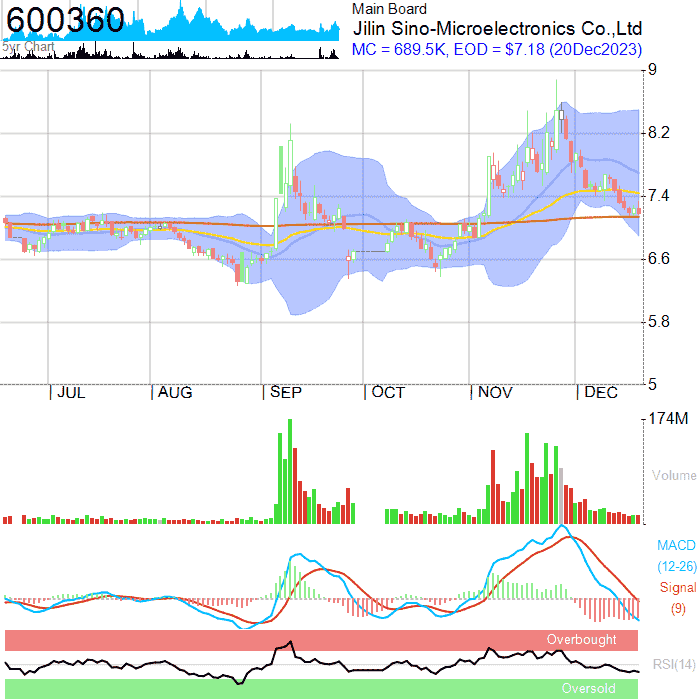 600360
5yr Chart
Main Board
Jilin Sino-Microelectronics Co.,Ltd
MC = 689.5K, EOD = $7.18 (20Dec2023)
9
8.2
7.4
6.6
5.8
5
JUL
AUG
SEP
OCT
NOV
DEC
174M
Volume
MACD
(12-26)
Signal
(9)
Overbought
RSI(14)
Oversold